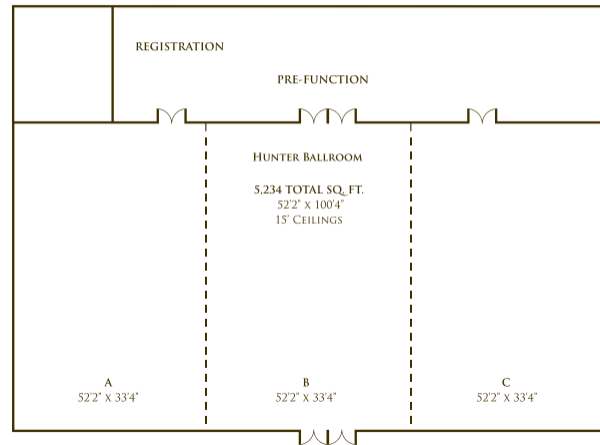 REGISTRATION
PRE-FUNCTION
HUNTER BALLROOM
5,234 TOTAL SQ. FT.
52'2" X 100'4"
15' CEILINGS
A
52'2" X 33'4"
B
52'2" X 33'4"
C
52'2" X 33'4"